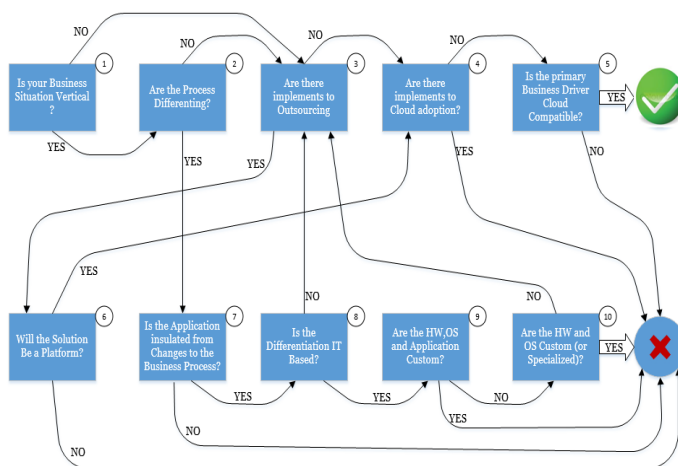 NO
NO
NO
NO
1
2
3
4
5
Is your Business
Situation Vertical
?
Are the Process
Differenting?
Are there
implements to
Outsourcing
Are there
implements to
Cloud adoption?
Is the primary
Business Driver
Cloud
Compatible?
YES
YES
YES
YES
YES
NO
YES
NO
NO
6
7
8
9
10
Will the Solution
Be a Platform?
Is the Application
insulated from
Changes to the
Business Process?
Is the
Differentiation IT
Based?
Are the HW,OS
and Application
Custom?
Are the HW and
OS Custom (or
Specialized)?
YES
YES
YES
NO
YES
NO
NO